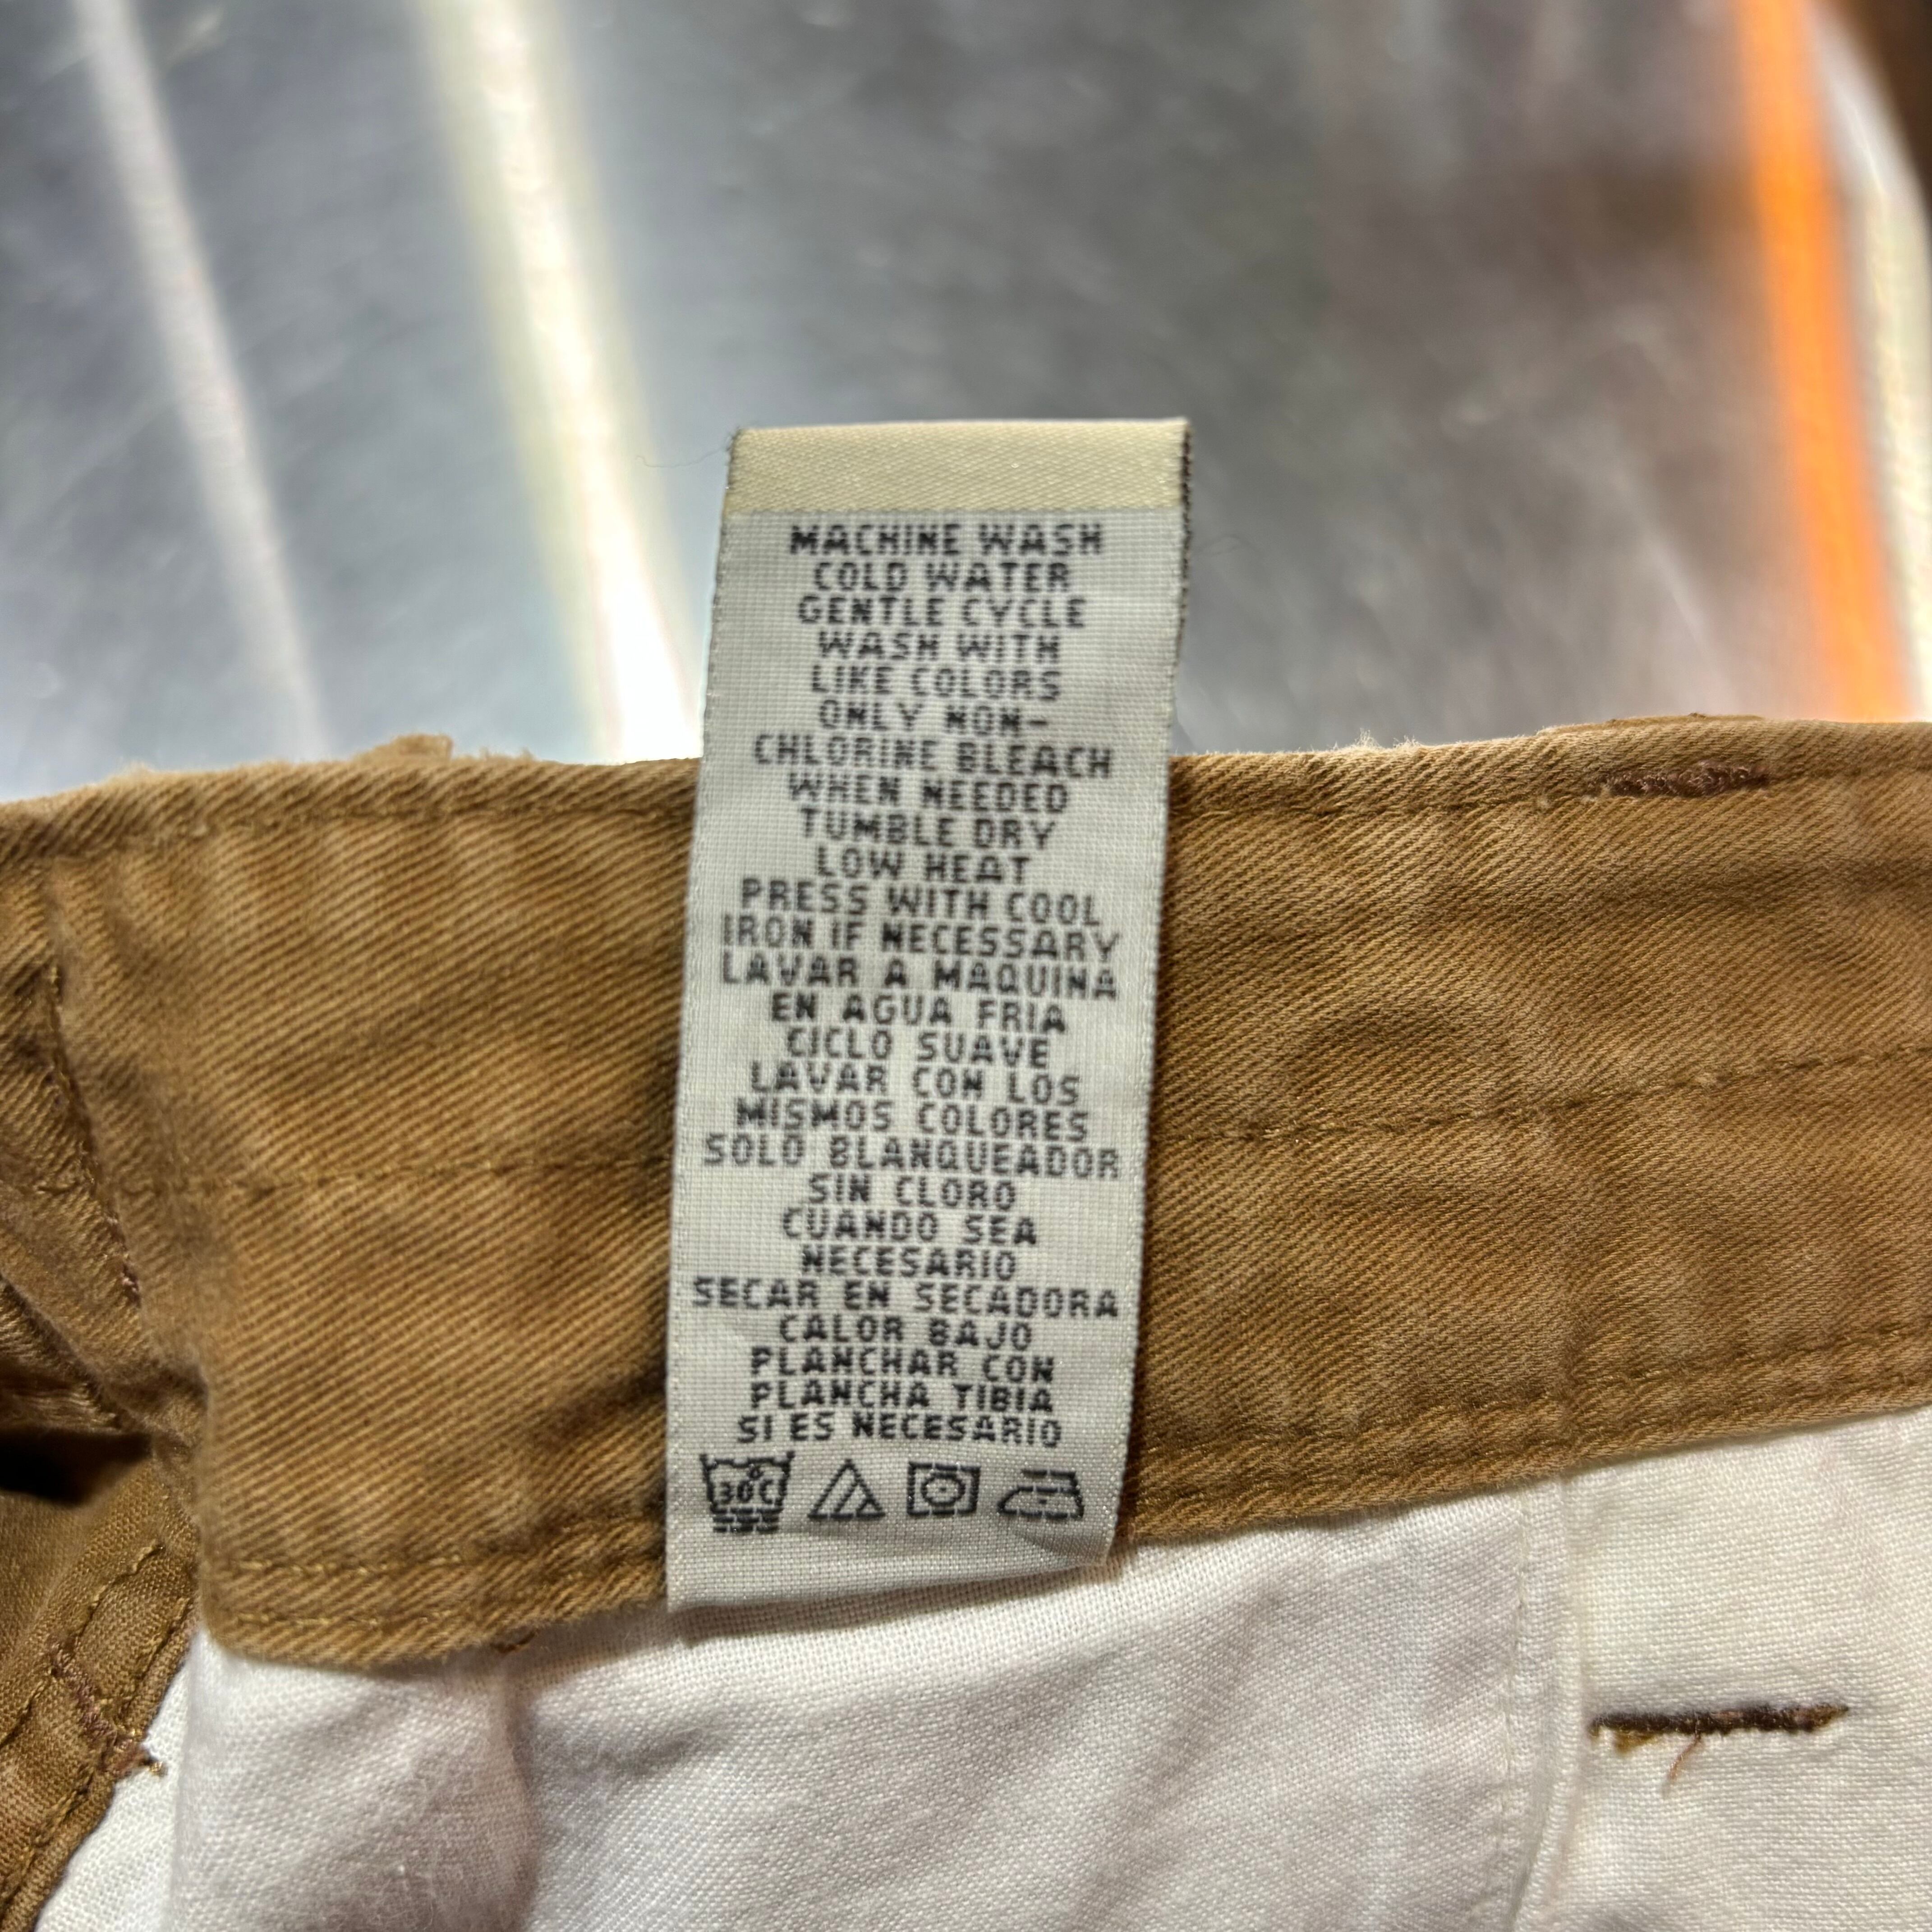 MACHINE WASH
COLD WATER
GENTLE CYCLE
WASH WITH
LIKE COLORS
ONLY NON-
CHLORINE BLEACH
WHEN NEEDED
TUMBLE DRY
LOW HEAT
PRESS WITH COOL
IRON IF NECESSARY
LAVAR A MAQUINA
EN AGUA FRIA
CICLO SUAVE
LAVAR CON LOS
MISMOS COLORES
SOLO BLANQUEADOR
SIN CLORO
CUANDO SEA
NECESARIO
SECAR EN SECADORA
CALOR BAJO
PLANCHAR CON
PLANCHA TIBIA
SI ES NECESARIO
30°C